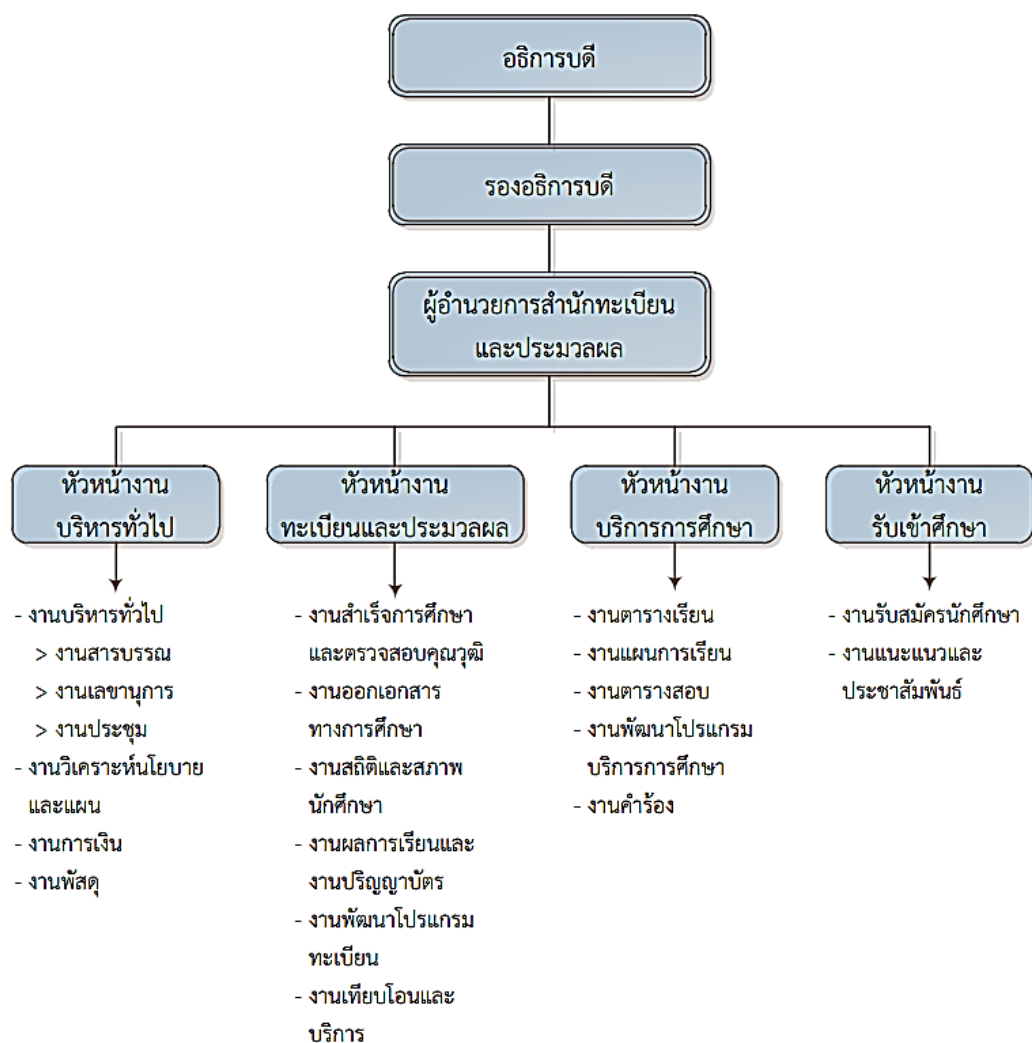 อธิการบดี
รองอธิการบดี
ผู้อำนวยการสำนักทะเบียน
และประมวลผล
หัวหน้างาน
บริหารทั่วไป
- งานบริหารทั่วไป
> งานสารบรรณ
> งานเลขานุการ
> งานประชุม
- งานวิเคราะห์นโยบาย
และแผน
- งานการเงิน
- งานพัสดุ
หัวหน้างาน
ทะเบียนและประมวลผล
- งานสำเร็จการศึกษา
และตรวจสอบคุณวุฒิ
- งานออกเอกสาร
ทางการศึกษา
- งานสถิติและสภาพ
นักศึกษา
- งานผลการเรียนและ
งานปริญญาบัตร
- งานพัฒนาโปรแกรม
ทะเบียน
- งานเทียบโอนและ
บริการ
หัวหน้างาน
บริการการศึกษา
- งานตารางเรียน
- งานแผนการเรียน
- งานตารางสอบ
- งานพัฒนาโปรแกรม
บริการการศึกษา
- งานคำร้อง
หัวหน้างาน
รับเข้าศึกษา
- งานรับสมัครนักศึกษา
- งานแนะแนวและ
ประชาสัมพันธ์